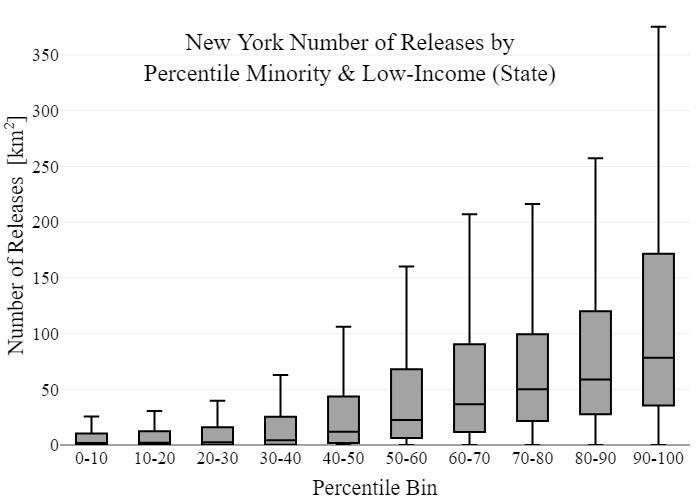 New York Number of Releases by
Percentile Minority & Low-Income (State)
Number of Releases [km²]
350
300
250
200
150
100
50
0
0-10 10-20 20-30 30-40 40-50 50-60 60-70 70-80 80-90 90-100
Percentile Bin